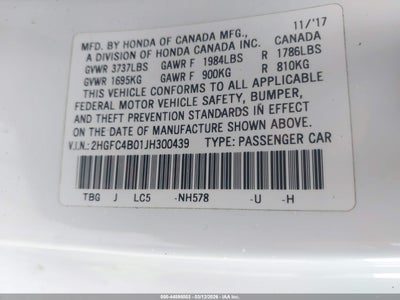 11/'17
MFD. BY HONDA OF CANADA MFG., CANADA
A DIVISION OF HONDA CANADA INC.
GVWR 3737LBS GAWR F 1984LBS R 1786LBS
GVWR 1695KG GAWR F 900KG R 810KG
THIS VEHICLE CONFORMS TO ALL APPLICABLE
FEDERAL MOTOR VEHICLE SAFETY, BUMPER,
AND THEFT PREVENTION STANDARDS IN EFFECT ON
THE DATE OF MANUFACTURE SHOWN ABOVE.
V.I.N.: 2HGFC4B01JH300439 TYPE: PASSENGER CAR
TBG J LC5 -NH578 -U -H